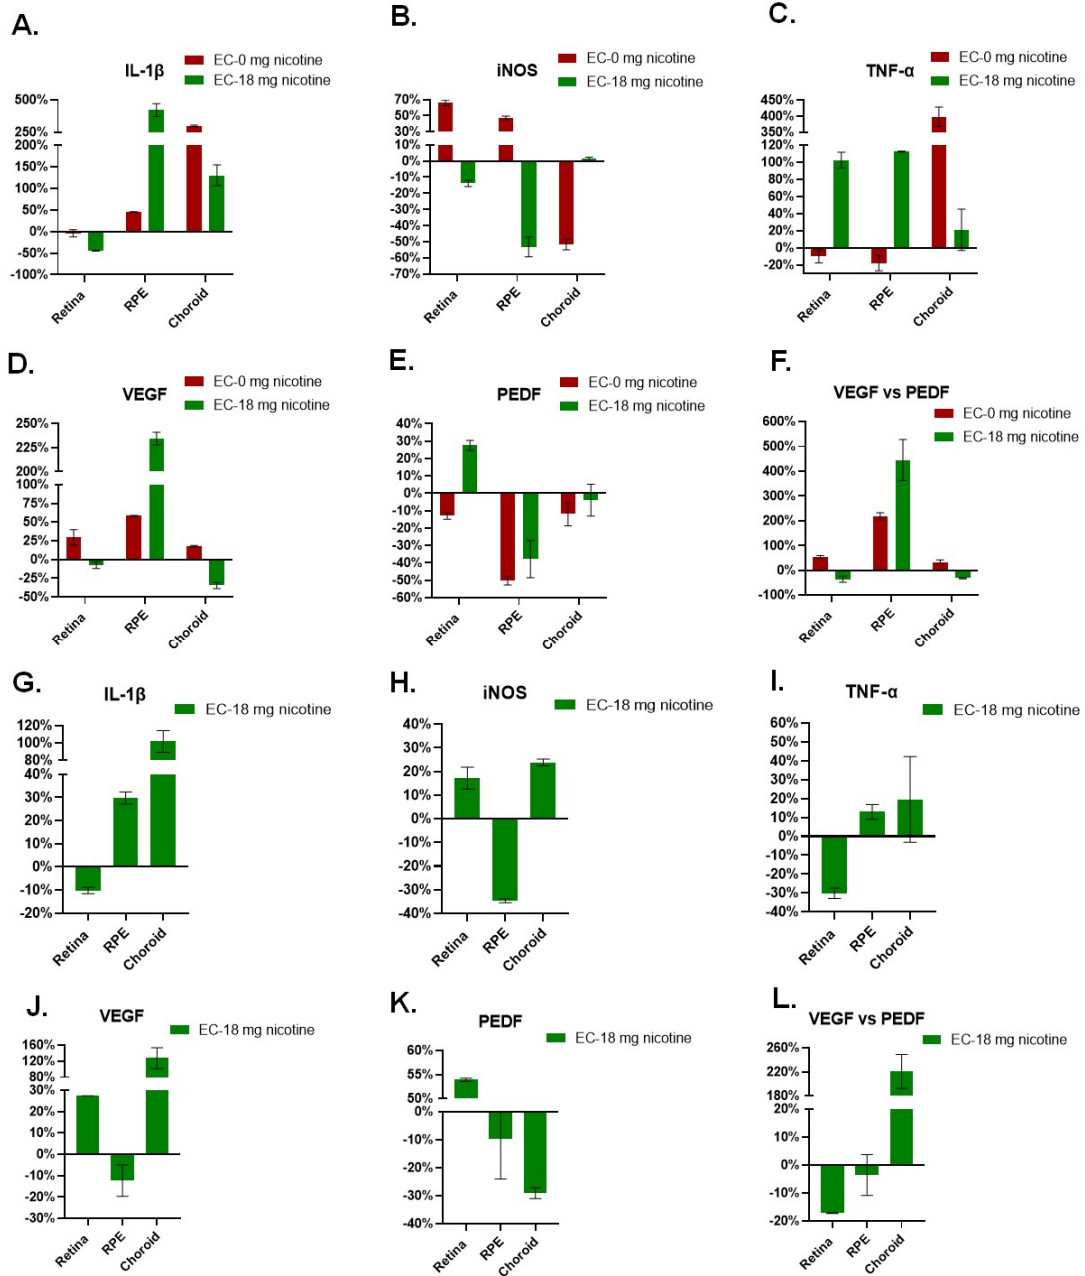 A.
IL-1β
EC-0 mg nicotine
EC-18 mg nicotine
500%
250%
200%
150%
100%
50%
0%
-50%
-100%
Retina
RPE
Choroid
B.
iNOS
EC-0 mg nicotine
EC-18 mg nicotine
70%
50%
30%
10%
0%
-10%
-20%
-30%
-40%
-50%
-60%
-70%
Retina
RPE
Choroid
C.
TNF-α
EC-0 mg nicotine
EC-18 mg nicotine
450%
350%
120%
100%
80%
60%
40%
20%
0%
-20%
Retina
RPE
Choroid
D.
VEGF
EC-0 mg nicotine
EC-18 mg nicotine
250%
225%
200%
100%
75%
50%
25%
0%
-25%
-50%
Retina
RPE
Choroid
E.
PEDF
EC-0 mg nicotine
EC-18 mg nicotine
40%
30%
20%
10%
0%
-10%
-20%
-30%
-40%
-50%
-60%
Retina
RPE
Choroid
F.
VEGF vs PEDF
EC-0 mg nicotine
EC-18 mg nicotine
600%
500%
400%
300%
200%
100%
0%
-100%
Retina
RPE
Choroid
G.
IL-1β
EC-18 mg nicotine
120%
100%
80%
40%
30%
20%
10%
0%
-10%
-20%
Retina
RPE
Choroid
H.
iNOS
EC-18 mg nicotine
40%
30%
20%
10%
0%
-10%
-20%
-30%
-40%
Retina
RPE
Choroid
I.
TNF-α
EC-18 mg nicotine
60%
50%
40%
30%
20%
10%
0%
-10%
-20%
-30%
-40%
Retina
RPE
Choroid
J.
VEGF
EC-18 mg nicotine
160%
120%
80%
30%
20%
10%
0%
-10%
-20%
-30%
Retina
RPE
Choroid
K.
PEDF
EC-18 mg nicotine
60%
55%
50%
0%
-10%
-20%
-30%
-40%
Retina
RPE
Choroid
L.
VEGF vs PEDF
EC-18 mg nicotine
260%
220%
180%
20%
10%
0%
-10%
-20%
Retina
RPE
Choroid